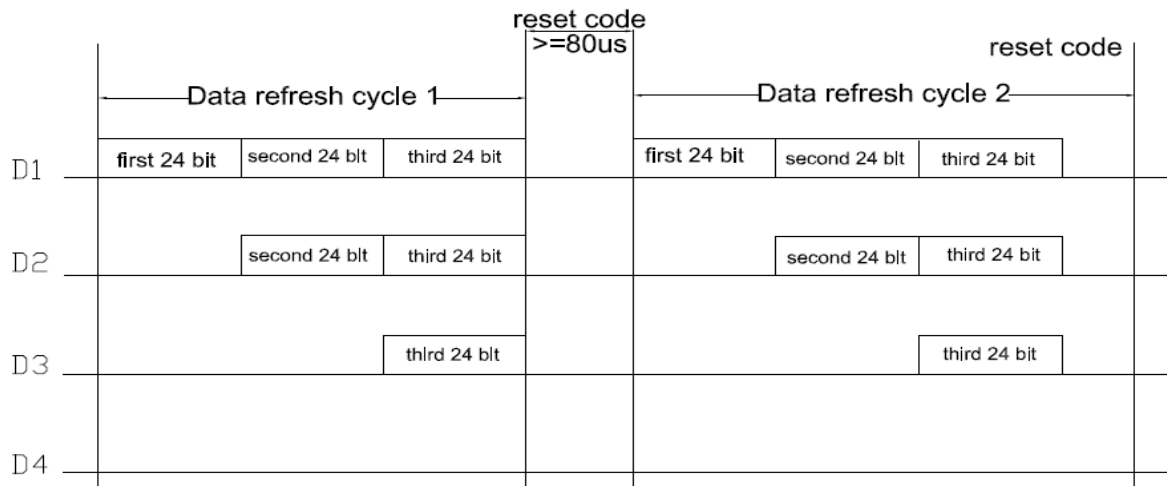 reset code
>=80us
reset code
Data refresh cycle 1
Data refresh cycle 2
D1 first 24 bit second 24 blt third 24 bit first 24 bit second 24 blt third 24 bit
D2 second 24 blt third 24 bit second 24 blt third 24 bit
D3 thlrd 24 blt third 24 bit
D4